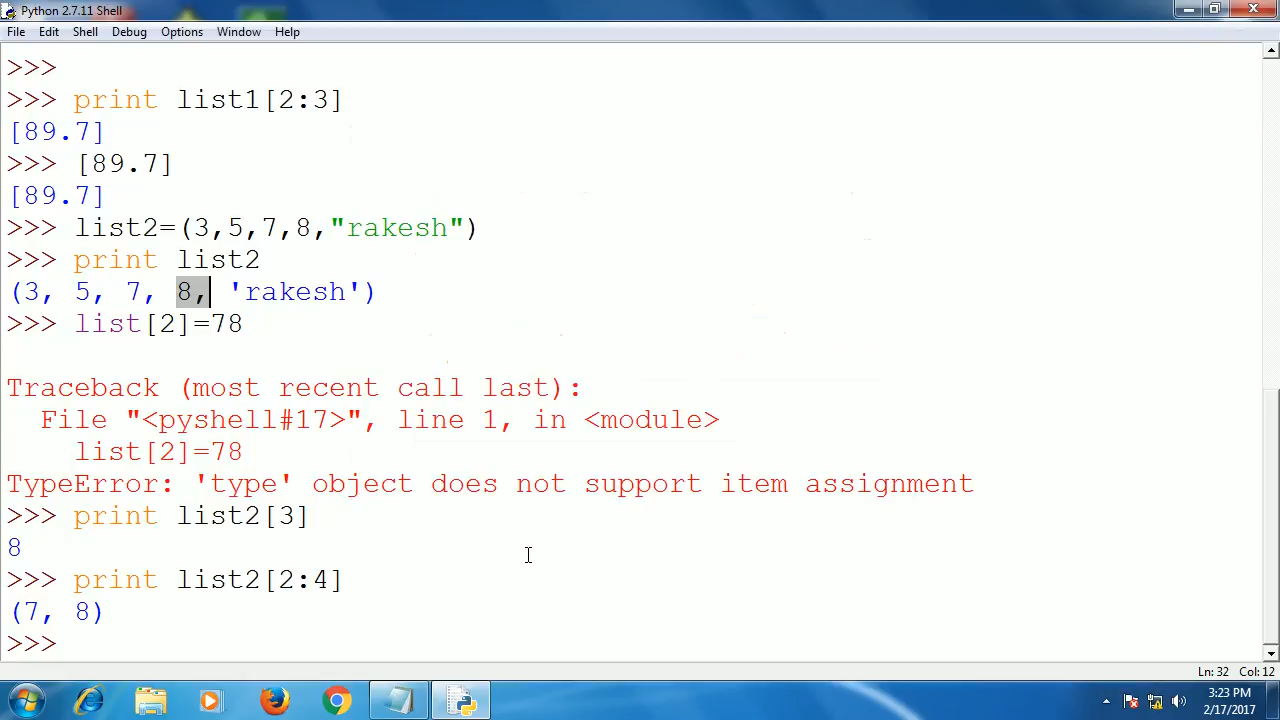 Python 2.7.11 Shell
File Edit Shell Debug Options Window Help
>>>
>>> print list1[2:3]
[89.7]
>>> [89.7]
[89.7]
>>> list2=(3,5,7,8,"rakesh")
>>> print list2
(3, 5, 7, 8, 'rakesh')
>>> list[2]=78
Traceback (most recent call last):
  File "<pyshell#17>", line 1, in <module>
    list[2]=78
TypeError: 'type' object does not support item assignment
>>> print list2[3]
8
>>> print list2[2:4]
(7, 8)
>>>
Ln: 32 Col: 12
3:23 PM
2/17/2017